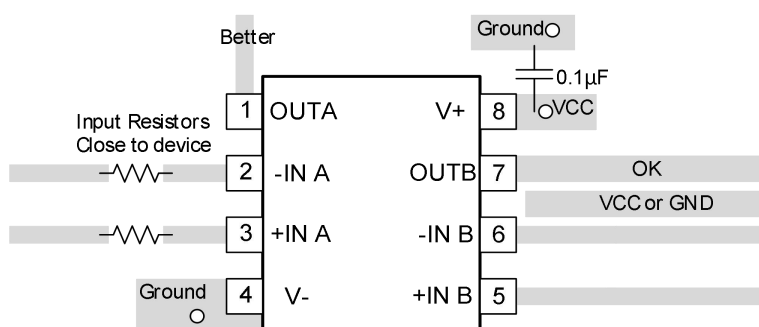 Better
Ground
0.1µF
1 OUTA V+ 8 VCC
Input Resistors
Close to device
2 -IN A OUTB 7 OK
VCC or GND
3 +IN A -IN B 6
Ground 4 V- +IN B 5